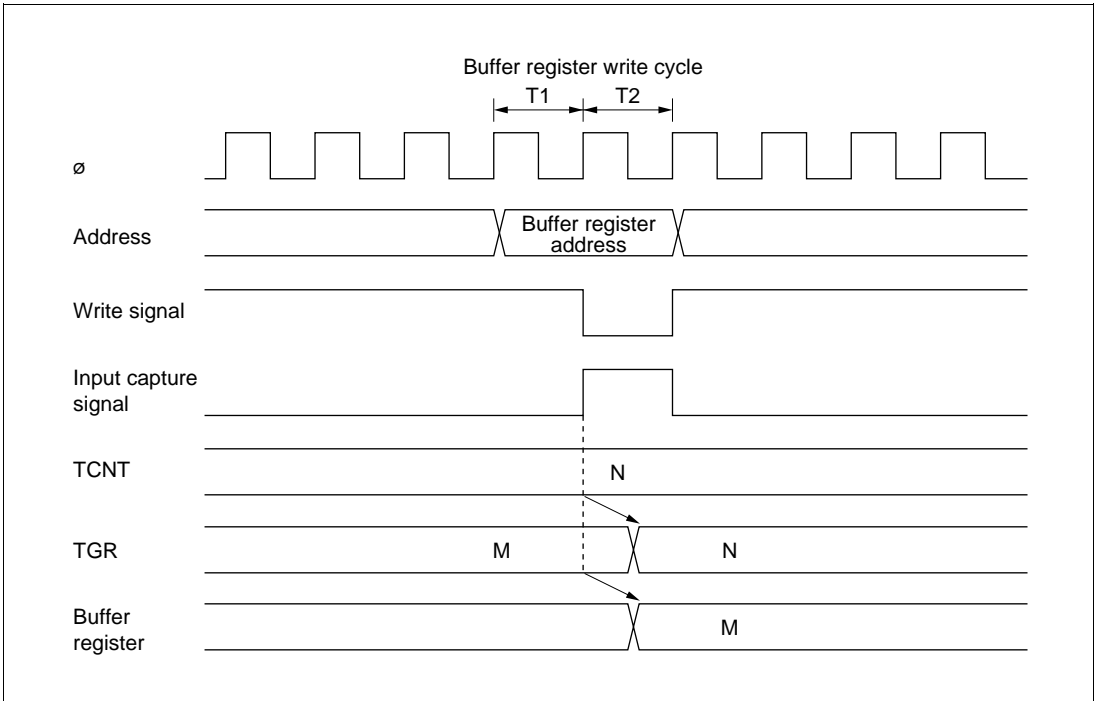 Buffer register write cycle
T1 T2
ø
Address
Buffer register
address
Write signal
Input capture
signal
TCNT
N
TGR
M N
Buffer
register
M